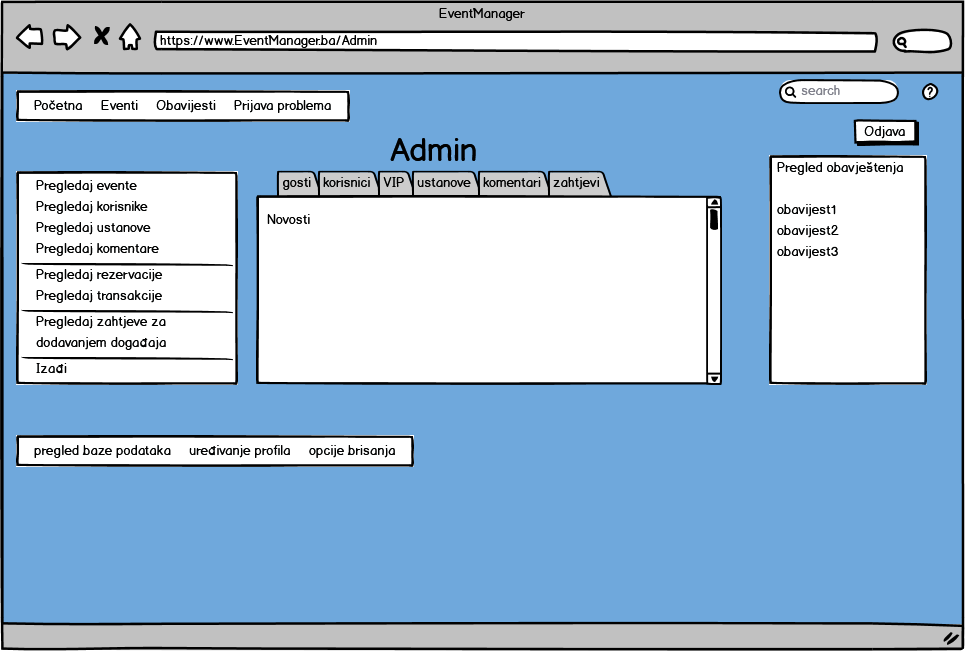 EventManager
https://www.EventManager.ba/Admin
Početna Eventi Obavijesti Prijava problema
search
?
Odjava
Admin
gosti korisnici VIP ustanove komentari zahtjevi
Novosti
Pregledaj evente
Pregledaj korisnike
Pregledaj ustanove
Pregledaj komentare
Pregledaj rezervacije
Pregledaj transakcije
Pregledaj zahtjeve za
dodavanjem događaja
Izađi
Pregled obavještenja
obavijest1
obavijest2
obavijest3
pregled baze podataka uređivanje profila opcije brisanja